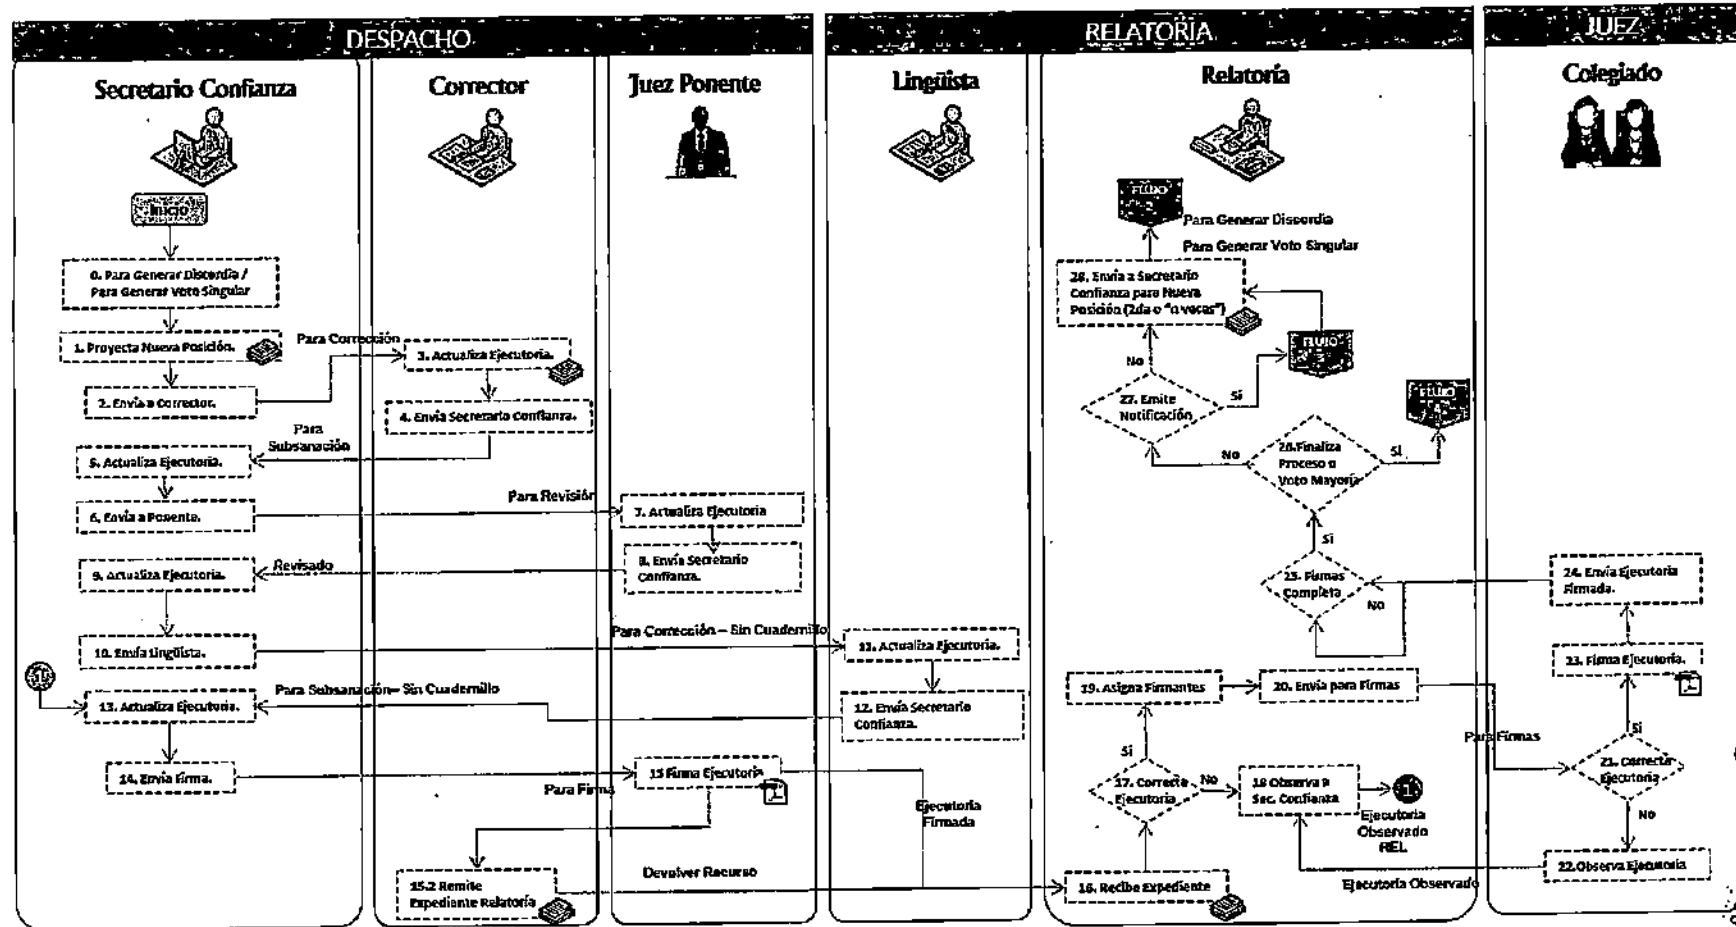 DESPACHO
RELATORÍA
JUEZ
Secretario Confianza
Corrector
Juez Ponente
Lingüista
Relatoría
Colegiado
Inicio
0. Para Generar Discordia /
Para Generar Voto Singular
1. Proyecta Nueva Posición.
2. Envía a Corrector.
Para Corrección
3. Actualiza Ejecutoria.
4. Envía Secretario Confianza.
Para
Subsanación
5. Actualiza Ejecutoria.
6. Envía a Ponente.
Para Revisión
7. Actualiza Ejecutoria
8. Envía Secretario
Confianza.
Revisado
9. Actualiza Ejecutoria.
10. Envía Lingüista.
Para Corrección – Sin Cuadernillo
11. Actualiza Ejecutoria.
12. Envía Secretario
Confianza.
Para Subsanación – Sin Cuadernillo
13. Actualiza Ejecutoria.
14. Envía Firma.
Para Firma
15 Firma Ejecutoria
Ejecutoria
Firmada
15.2 Remite
Expediente Relatoría
Devolver Recurso
16. Recibe Expediente
17. Correcta
Ejecutoria
Si
No
18 Observa a
Sec. Confianza
1
Ejecutoria
Observado
REL
19. Asigna Firmantes
20. Envía para Firmas
Para Firmas
21. Correcta
Ejecutoria
Si
No
22. Observa Ejecutoria
Ejecutoría Observado
23. Firma Ejecutoria.
24. Envía Ejecutoria
Firmada.
25. Firmas
Completa
No
Si
26. Finaliza
Proceso o
Voto Mayoría
No
Si
FLUJO
4
27. Emite
Notificación
No
Si
FLUJO
28. Envía a Secretario
Confianza para Nueva
Posición (2da o "n veces")
FLUJO
Para Generar Discordia
Para Generar Voto Singular